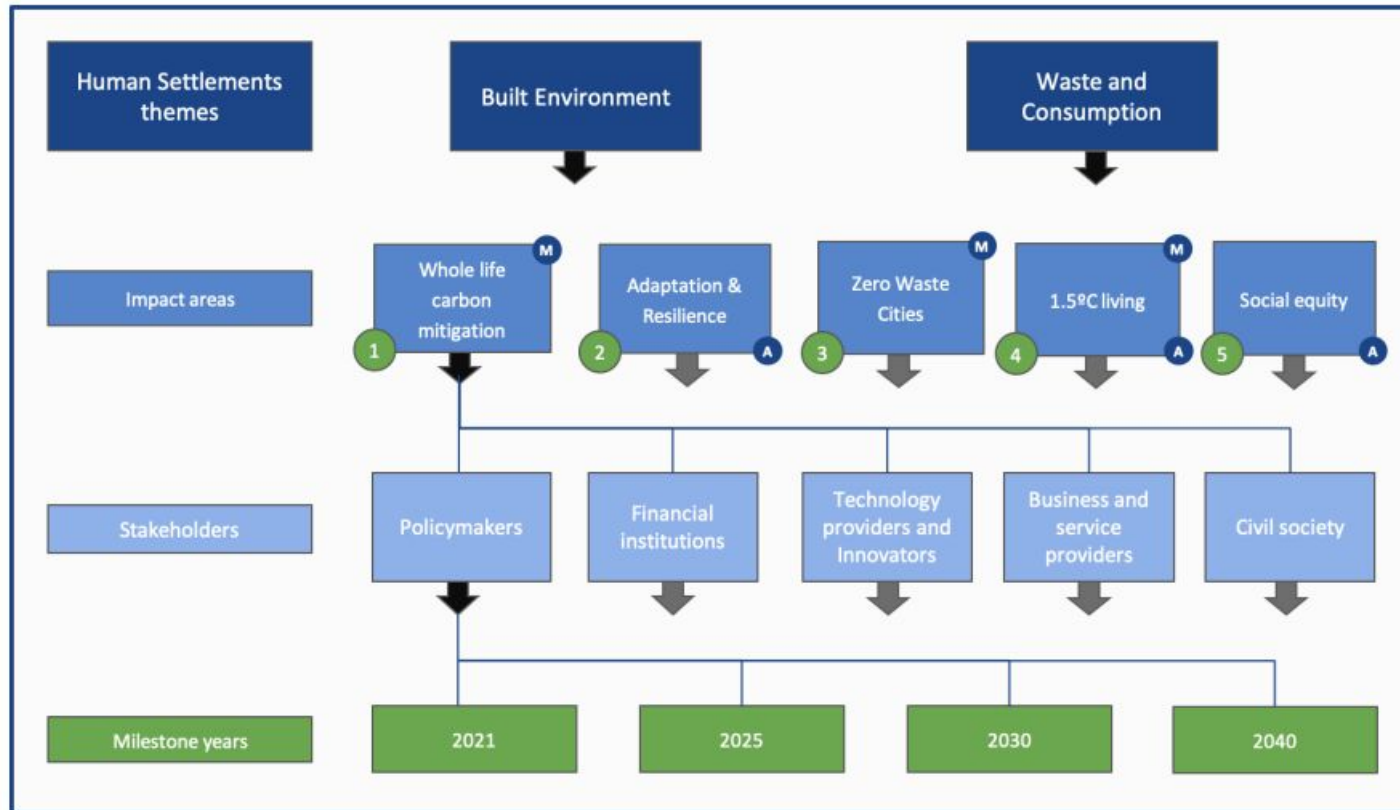 Human Settlements
themes
Built Environment
Waste and
Consumption
Impact areas
Whole life
carbon
mitigation
M
1
Adaptation &
Resilience
2
A
Zero Waste
Cities
M
3
1.5ºC living
M
4
A
Social equity
5
A
Stakeholders
Policymakers
Financial
institutions
Technology
providers and
Innovators
Business and
service
providers
Civil society
Milestone years
2021
2025
2030
2040